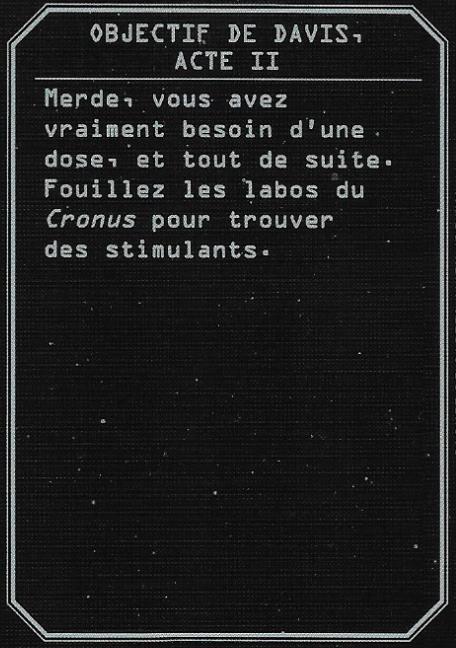 OBJECTIF DE DAVIS,
ACTE II
Merde, vous avez
vraiment besoin d'une
dose, et tout de suite.
Fouillez les labos du
Cronus pour trouver
des stimulants.